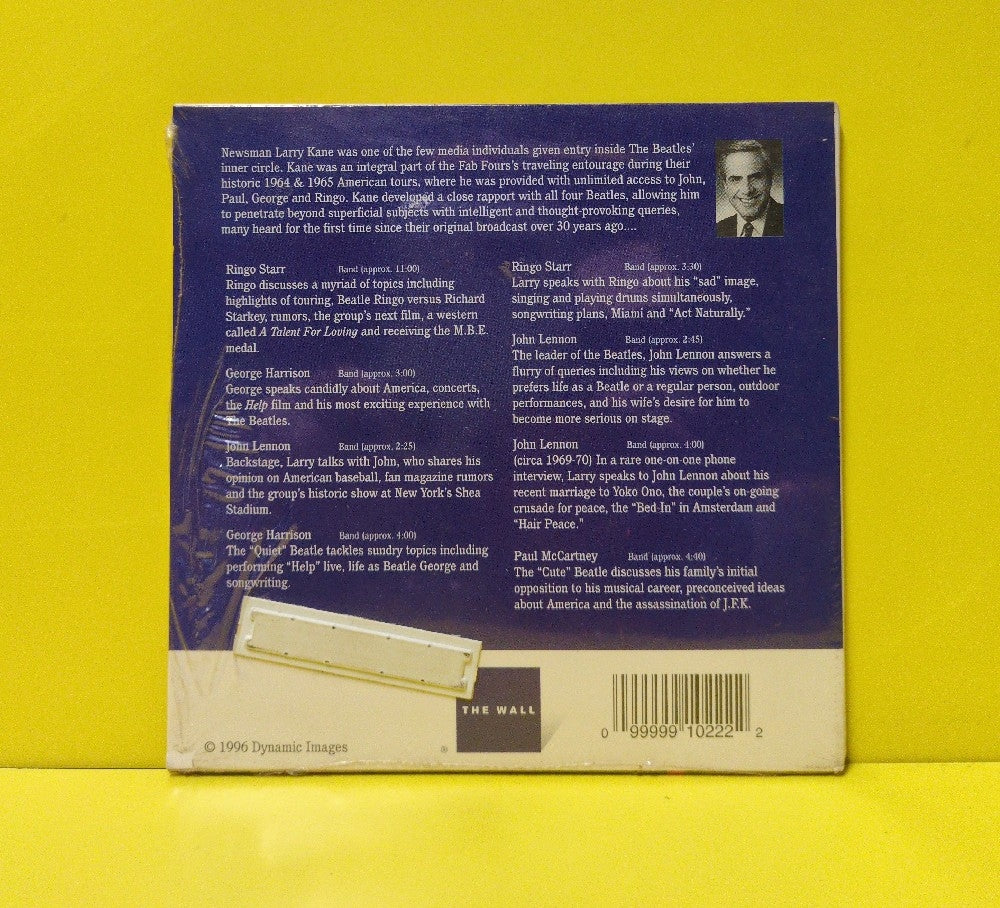 Newsman Larry Kane was one of the few media individuals given entry inside The Beatles'
inner circle. Kane was an integral part of the Fab Fours's traveling entourage during their
historic 1964 & 1965 American tours, where he was provided with unlimited access to John,
Paul, George and Ringo. Kane developed a close rapport with all four Beatles, allowing him
to penetrate beyond superficial subjects with intelligent and thought-provoking queries,
many heard for the first time since their original broadcast over 30 years ago....
Ringo Starr Band (approx. 11:00)
Ringo discusses a myriad of topics including
highlights of touring, Beatle Ringo versus Richard
Starkey, rumors, the group's next film, a western
called A Talent For Loving and receiving the M.B.E.
medal.
George Harrison Band (approx. 3:00)
George speaks candidly about America, concerts,
the Help film and his most exciting experience with
The Beatles.
John Lennon Band (approx. 2:25)
Backstage, Larry talks with John, who shares his
opinion on American baseball, fan magazine rumors
and the group's historic show at New York's Shea
Stadium.
George Harrison Band (approx. 4:00)
The "Quiet" Beatle tackles sundry topics including
performing "Help" live, life as Beatle George and
songwriting.
Ringo Starr Band (approx. 3:30)
Larry speaks with Ringo about his "sad" image,
singing and playing drums simultaneously,
songwriting plans, Miami and "Act Naturally."
John Lennon Band (approx. 2:45)
The leader of the Beatles, John Lennon answers a
flurry of queries including his views on whether he
prefers life as a Beatle or a regular person, outdoor
performances, and his wife's desire for him to
become more serious on stage.
John Lennon Band (approx. 4:00)
(circa 1969-70) In a rare one-on-one phone
interview, Larry speaks to John Lennon about his
recent marriage to Yoko Ono, the couple's on-going
crusade for peace, the "Bed-In" in Amsterdam and
"Hair Peace."
Paul McCartney Band (approx. 4:40)
The "Cute" Beatle discusses his family's initial
opposition to his musical career, preconceived ideas
about America and the assassination of J.F.K.
THE WALL
®
© 1996 Dynamic Images
0 99999 10222 2